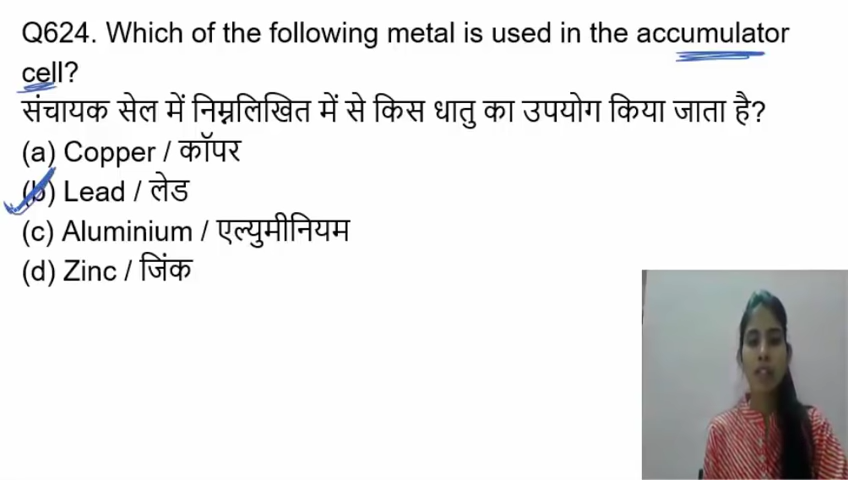 Q624. Which of the following metal is used in the accumulator
cell?
संचायक सेल में निम्नलिखित में से किस धातु का उपयोग किया जाता है?
(a) Copper / कॉपर
(b) Lead / लेड
(c) Aluminium / एल्युमीनियम
(d) Zinc / जिंक